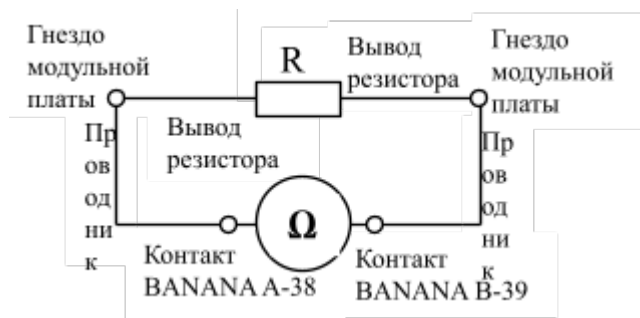 Гнездо
модульной
платы
R
Вывод
резистора
Гнездо
модульной
платы
Вывод
резистора
Пр
ов
од
ни
к
Пр
ов
од
ни
к
Ω
Контакт
BANANA A-38
Контакт
BANANA B-39